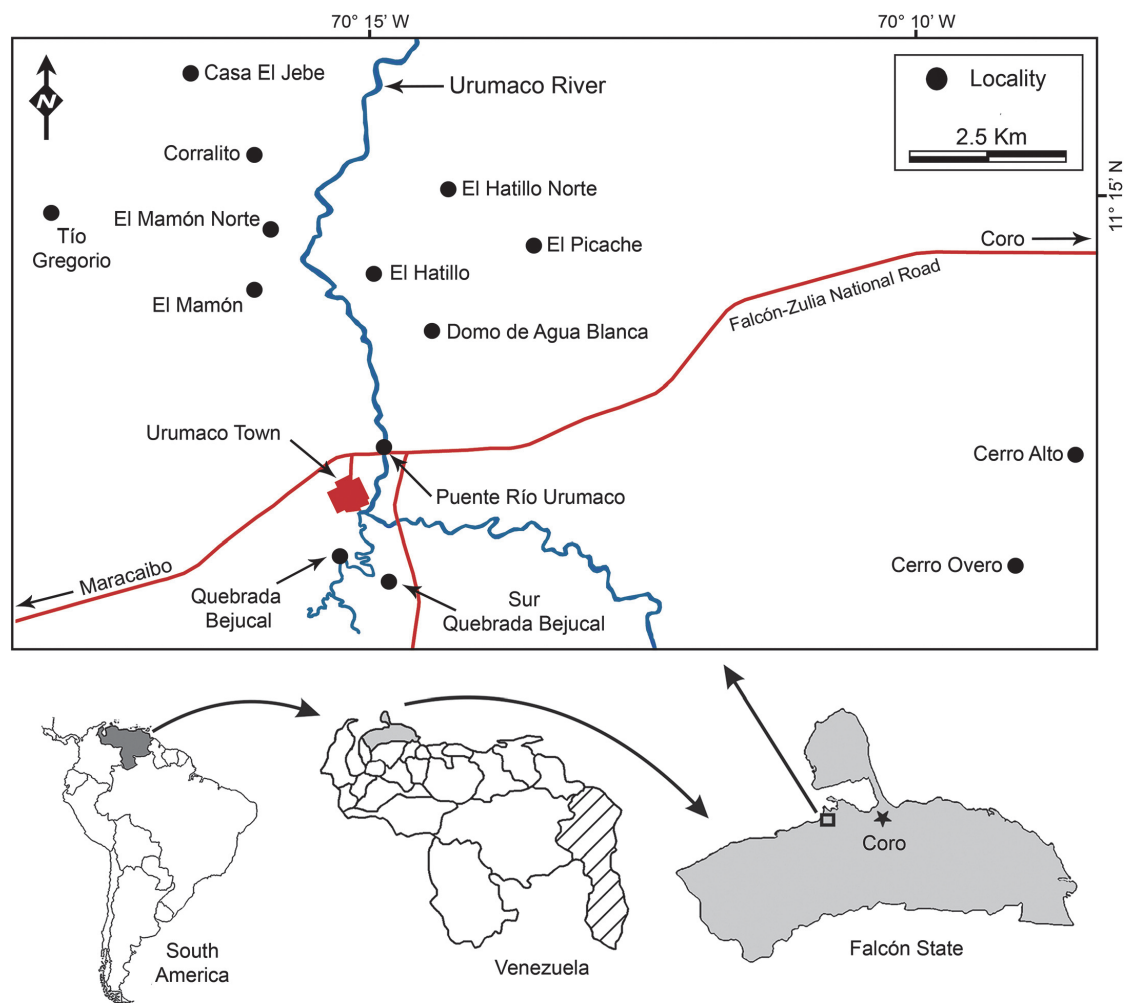 70° 15' W
70° 10' W
N
Casa El Jebe
Urumaco River
Locality
2.5 Km
Corralito
El Hatillo Norte
11° 15' N
El Mamón Norte
Tío
Gregorio
El Picache
Coro
El Hatillo
El Mamón
Falcón-Zulia National Road
Domo de Agua Blanca
Urumaco Town
Cerro Alto
Puente Río Urumaco
Cerro Overo
Maracaibo
Quebrada
Bejucal
Sur
Quebrada Bejucal
Coro
South
America
Venezuela
Falcón State